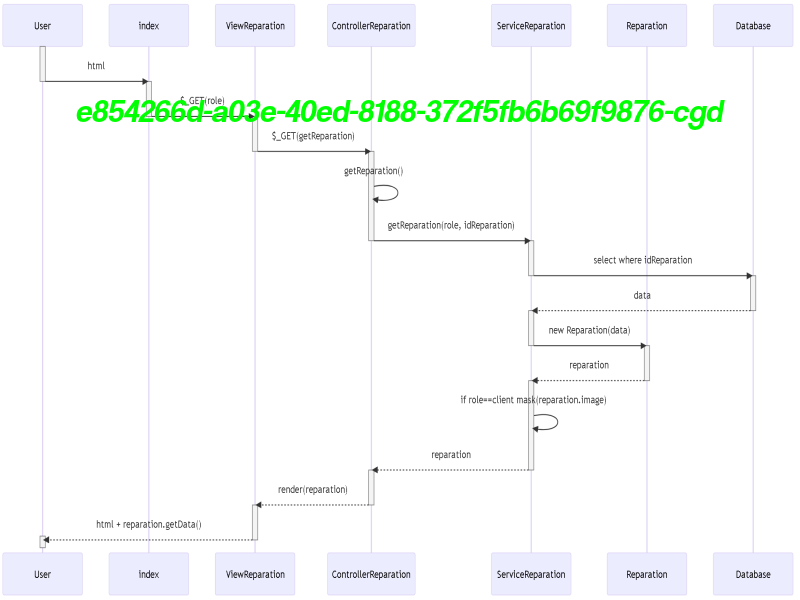 User index ViewReparation ControllerReparation ServiceReparation Reparation Database
html
$_GET(role)
e854266d-a03e-40ed-8188-372f5fb6b69f9876-cgd
$_GET(getReparation)
getReparation()
getReparation(role, idReparation)
select where idReparation
data
new Reparation(data)
reparation
if role==client mask(reparation.image)
reparation
render(reparation)
html + reparation.getData()
User index ViewReparation ControllerReparation ServiceReparation Reparation Database